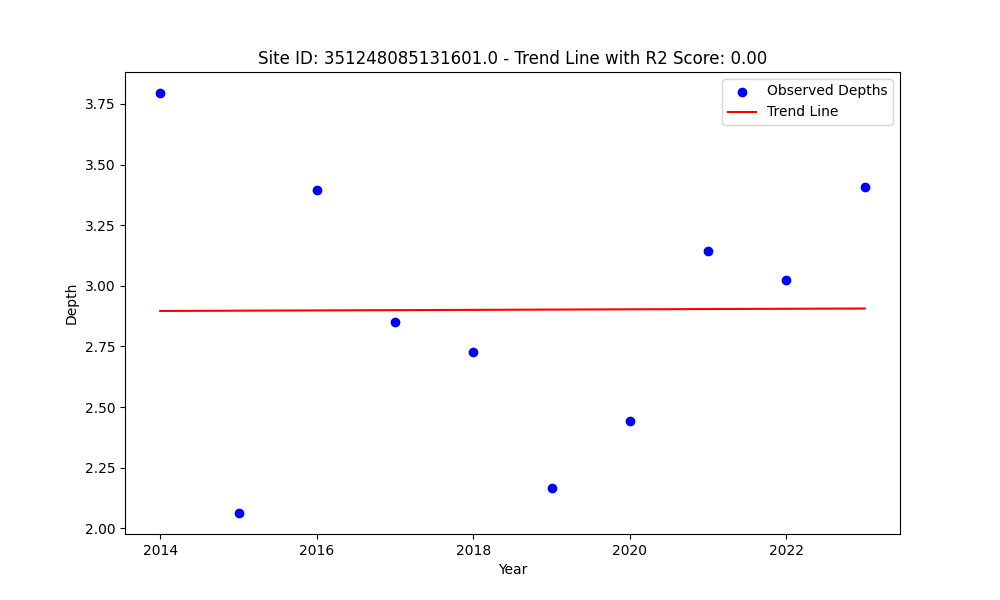 Site ID: 351248085131601.0 - Trend Line with R2 Score: 0.00
Observed Depths
Trend Line
3.75
3.50
3.25
3.00
2.75
2.50
2.25
2.00
Depth
2014
2016
2018
2020
2022
Year